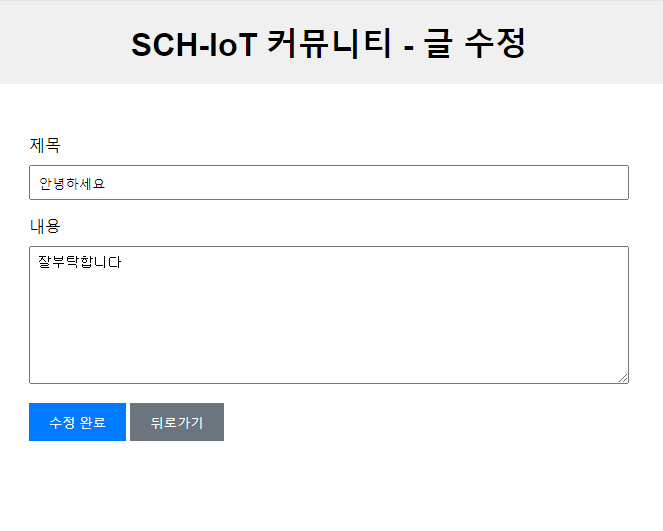 SCH-IoT 커뮤니티 - 글 수정
제목
안녕하세요
내용
잘부탁합니다
수정 완료 뒤로가기